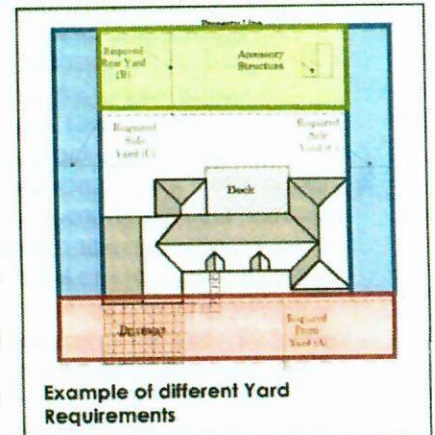 Property Line
Required
Rear Yard
(B)
Accessory
Structure
Required
Side
Yard (C)
Required
Side
Yard (C)
Deck
Driveway
Required
Front
Yard (A)
Example of different Yard
Requirements